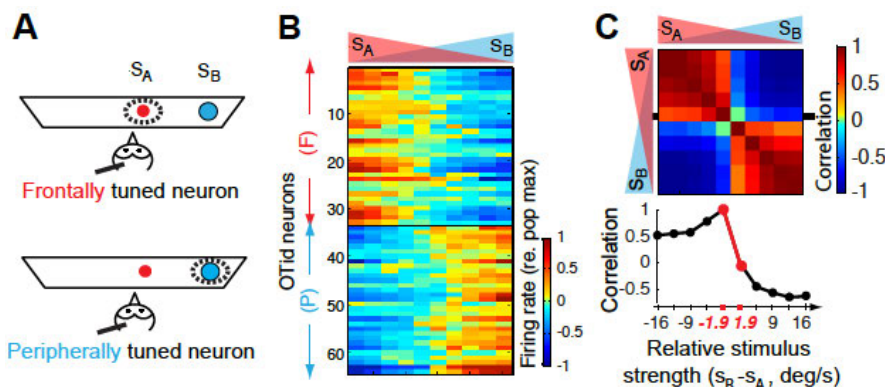 A
S_A S_B
Frontally tuned neuron
Peripherally tuned neuron
B
S_A
S_B
10
20
30
40
50
60
(F)
(P)
OTid neurons
1
0.5
0
-0.5
-1
Firing rate (re. pop max)
C
S_A
S_B
S_A
S_B
1
0.5
0
-0.5
-1
Correlation
1
0.5
0
-0.5
Correlation
-16 -9 -1.9 1.9 9 16
Relative stimulus
strength (s_B-s_A, deg/s)